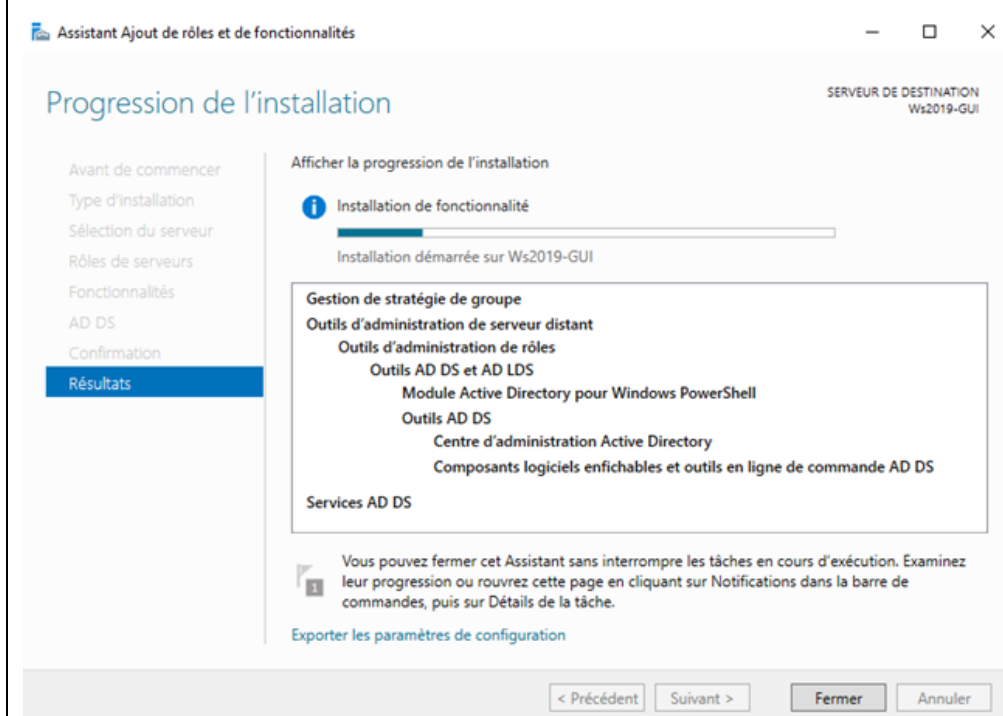 Assistant Ajout de rôles et de fonctionnalités
Progression de l'installation
SERVEUR DE DESTINATION
Ws2019-GUI
Avant de commencer
Type d'installation
Sélection du serveur
Rôles de serveurs
Fonctionnalités
AD DS
Confirmation
Résultats
Afficher la progression de l'installation
Installation de fonctionnalité
Installation démarrée sur Ws2019-GUI
Gestion de stratégie de groupe
Outils d'administration de serveur distant
Outils d'administration de rôles
Outils AD DS et AD LDS
Module Active Directory pour Windows PowerShell
Outils AD DS
Centre d'administration Active Directory
Composants logiciels enfichables et outils en ligne de commande AD DS
Services AD DS
1
Vous pouvez fermer cet Assistant sans interrompre les tâches en cours d'exécution. Examinez
leur progression ou rouvrez cette page en cliquant sur Notifications dans la barre de
commandes, puis sur Détails de la tâche.
Exporter les paramètres de configuration
< Précédent
Suivant >
Fermer
Annuler